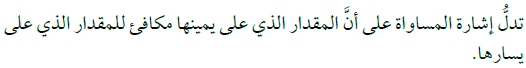 تدلُّ إشارة المساواة على أنَّ المقدار الذي على يمينها مكافئ للمقدار الذي على
يسارها.